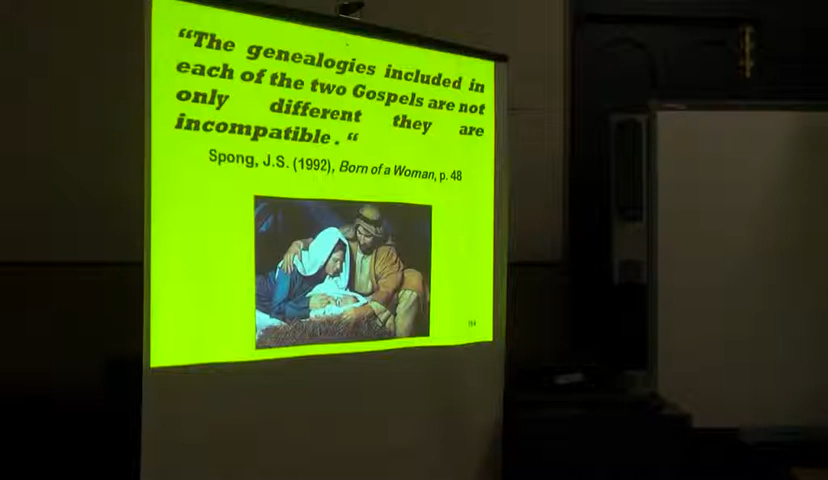 “The genealogies included in
each of the two Gospels are not
only different they are
incompatible. “
Spong, J.S. (1992), Born of a Woman, p. 48